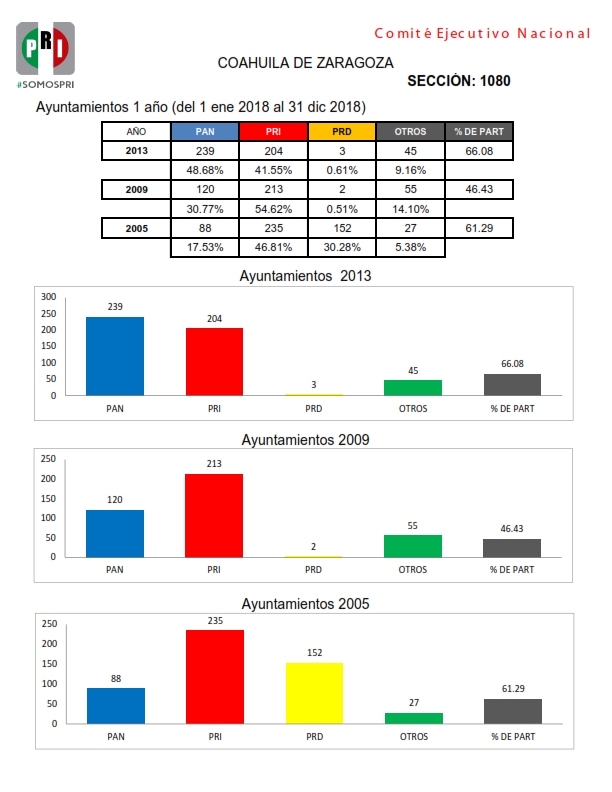 Comité Ejecutivo Nacional
PRI
#SOMOSPRI
COAHUILA DE ZARAGOZA
SECCIÓN: 1080
Ayuntamientos 1 año (del 1 ene 2018 al 31 dic 2018)
AÑO PAN PRI PRD OTROS % DE PART
2013 239 204 3 45 66.08
48.68% 41.55% 0.61% 9.16%
2009 120 213 2 55 46.43
30.77% 54.62% 0.51% 14.10%
2005 88 235 152 27 61.29
17.53% 46.81% 30.28% 5.38%
Ayuntamientos 2013
300
250
200
150
100
50
0
239 204 3 45 66.08
PAN PRI PRD OTROS % DE PART
Ayuntamientos 2009
250
200
150
100
50
0
120 213 2 55 46.43
PAN PRI PRD OTROS % DE PART
Ayuntamientos 2005
250
200
150
100
50
0
88 235 152 27 61.29
PAN PRI PRD OTROS % DE PART